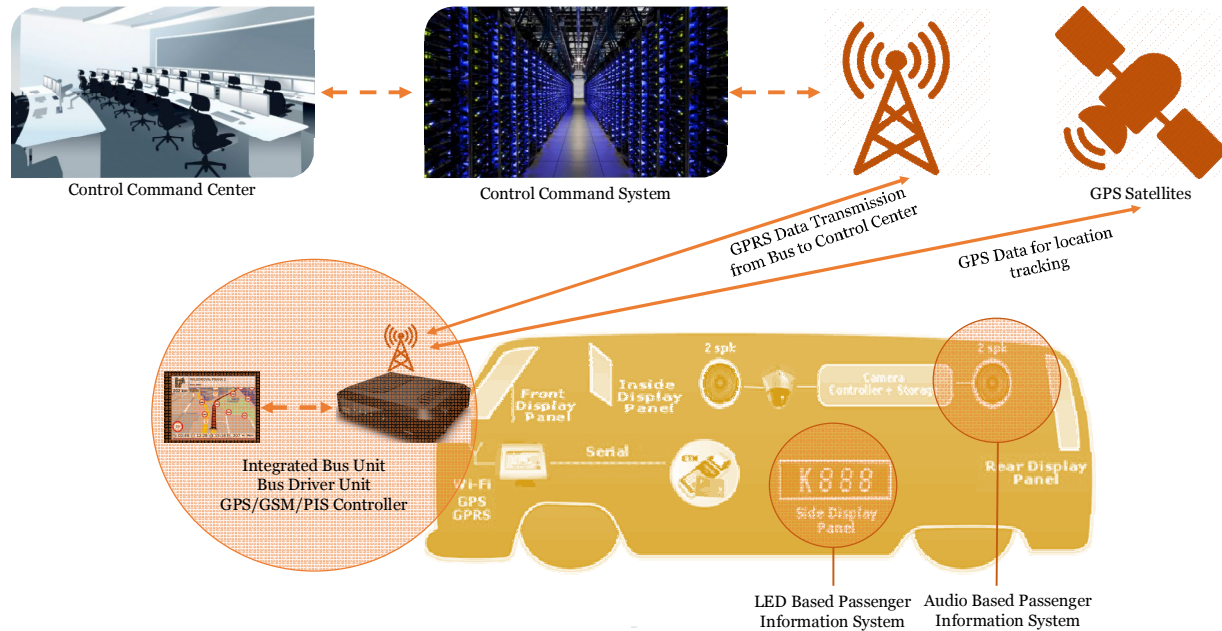 Control Command Center
Control Command System
GPS Satellites
GPRS Data Transmission
from Bus to Control Center
GPS Data for location
tracking
2 spk
2 spk
Camera
Controller + Storage
Front
Display
Panel
Inside
Display
Panel
Serial
ETM
Wi-Fi
GPS
GPRS
K888
Side Display
Panel
Rear Display
Panel
Integrated Bus Unit
Bus Driver Unit
GPS/GSM/PIS Controller
LED Based Passenger
Information System
Audio Based Passenger
Information System